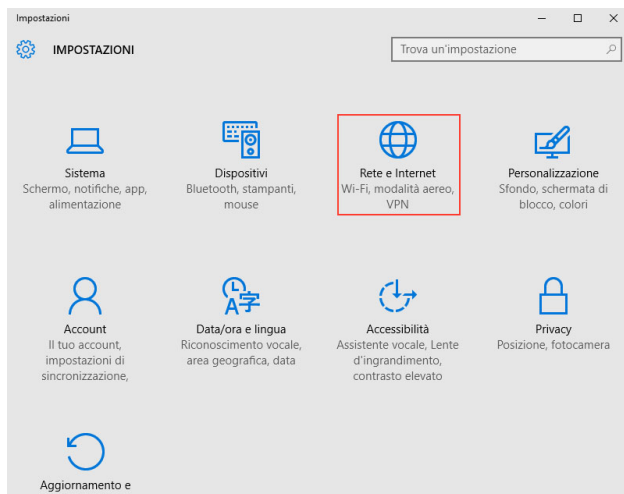 Impostazioni
IMPOSTAZIONI
Trova un'impostazione
Sistema
Schermo, notifiche, app,
alimentazione
Dispositivi
Bluetooth, stampanti,
mouse
Rete e Internet
Wi-Fi, modalità aereo,
VPN
Personalizzazione
Sfondo, schermata di
blocco, colori
Account
Il tuo account,
impostazioni di
sincronizzazione,
Data/ora e lingua
Riconoscimento vocale,
area geografica, data
Accessibilità
Assistente vocale, Lente
d'ingrandimento,
contrasto elevato
Privacy
Posizione, fotocamera
Aggiornamento e